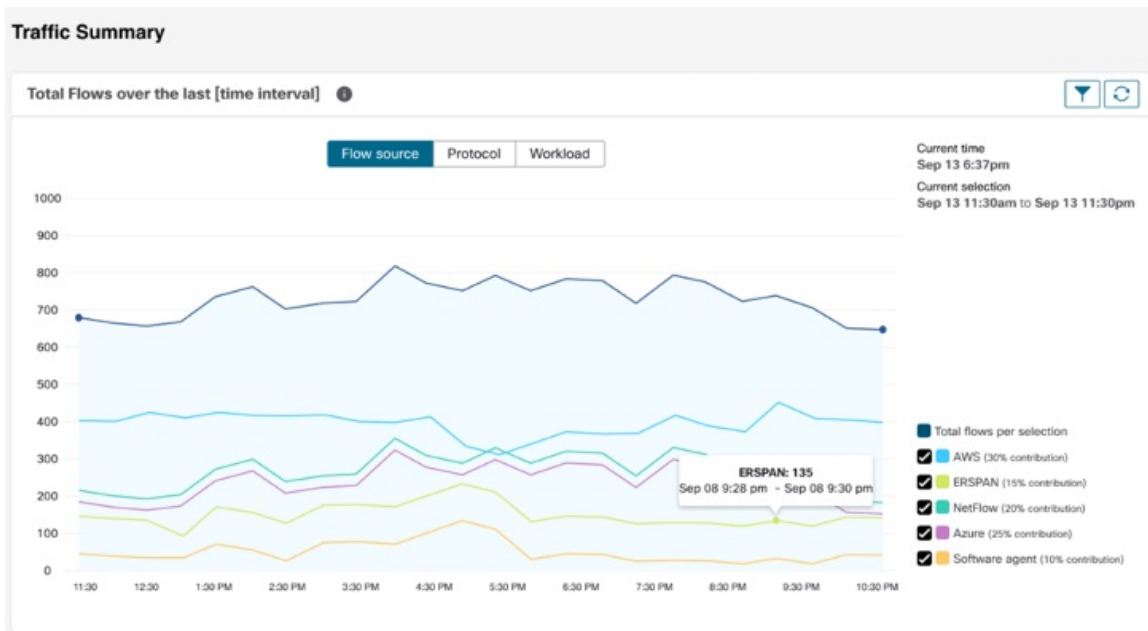 Traffic Summary
Total Flows over the last [time interval]
Flow source Protocol Workload
Current time
Sep 13 6:37pm
Current selection
Sep 13 11:30am to Sep 13 11:30pm
1000
900
800
700
600
500
400
300
200
100
0
ERSPAN: 135
Sep 08 9:28 pm - Sep 08 9:30 pm
11:30 12:30 1:30 PM 2:30 PM 3:30 PM 4:30 PM 5:30 PM 6:30 PM 7:30 PM 8:30 PM 9:30 PM 10:30 PM
Total flows per selection
AWS (30% contribution)
ERSPAN (15% contribution)
NetFlow (20% contribution)
Azure (25% contribution)
Software agent (10% contribution)